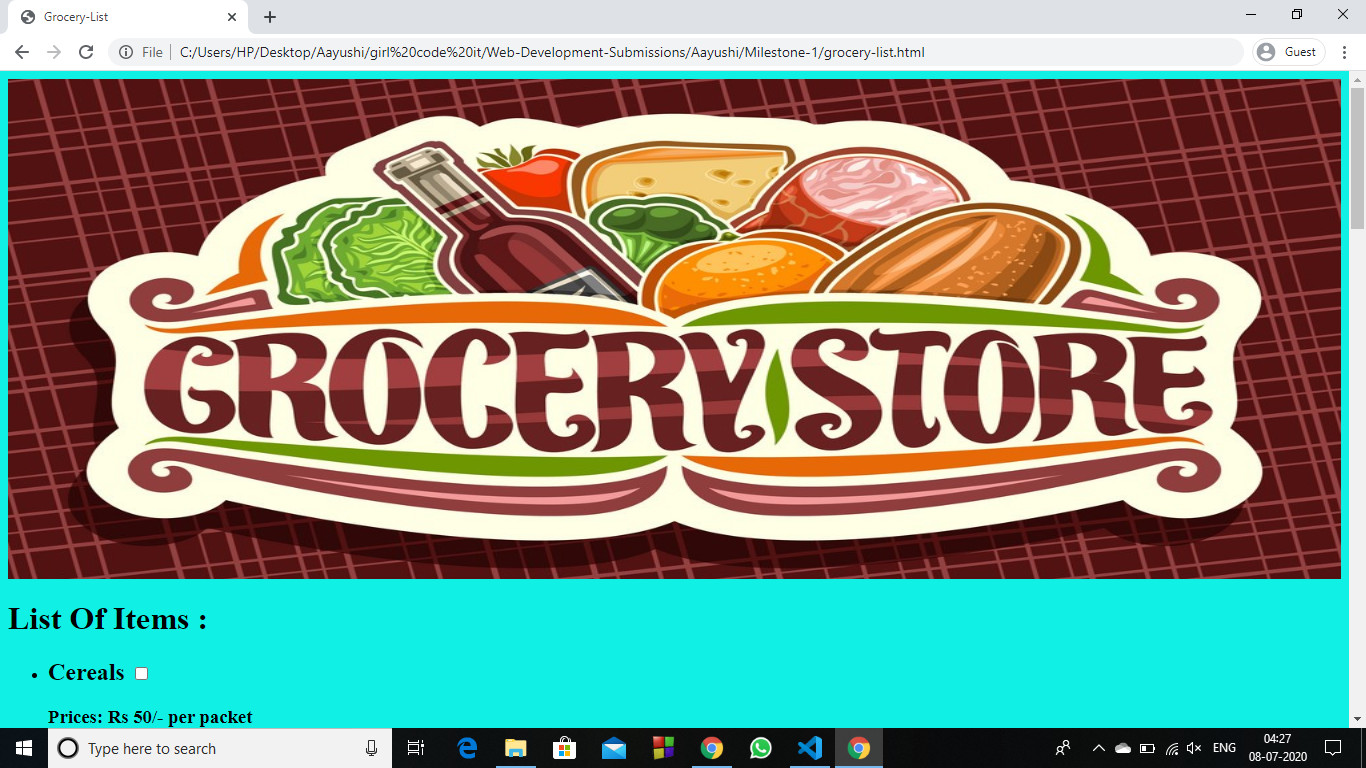 Grocery-List
File
C:/Users/HP/Desktop/Aayushi/girl%20code%20it/Web-Development-Submissions/Aayushi/Milestone-1/grocery-list.html
Guest
GROCERY STORE
List Of Items :
Cereals
Prices: Rs 50/- per packet
Type here to search
ENG
04:27
08-07-2020